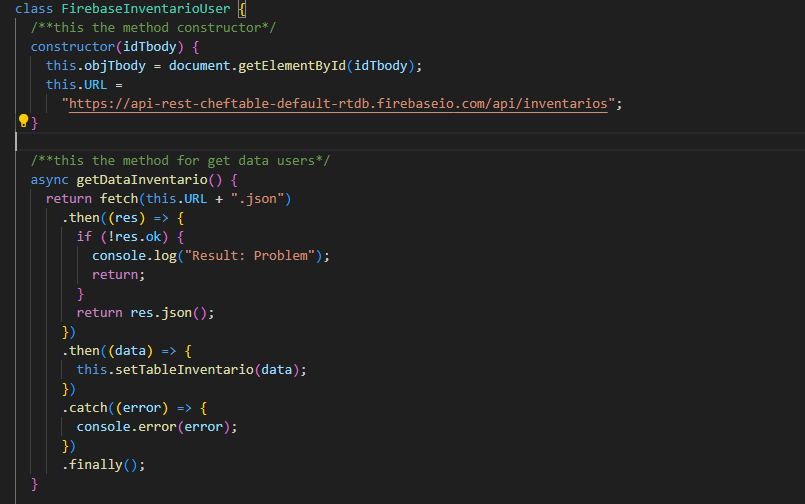 class FirebaseInventarioUser {
/**this the method constructor*/
constructor(idTbody) {
this.objTbody = document.getElementById(idTbody);
this.URL =
"https://api-rest-cheftable-default-rtdb.firebaseio.com/api/inventarios";
}
/**this the method for get data users*/
async getDataInventario() {
return fetch(this.URL + ".json")
.then((res) => {
if (!res.ok) {
console.log("Result: Problem");
return;
}
return res.json();
})
.then((data) => {
this.setTableInventario(data);
})
.catch((error) => {
console.error(error);
})
.finally();
}